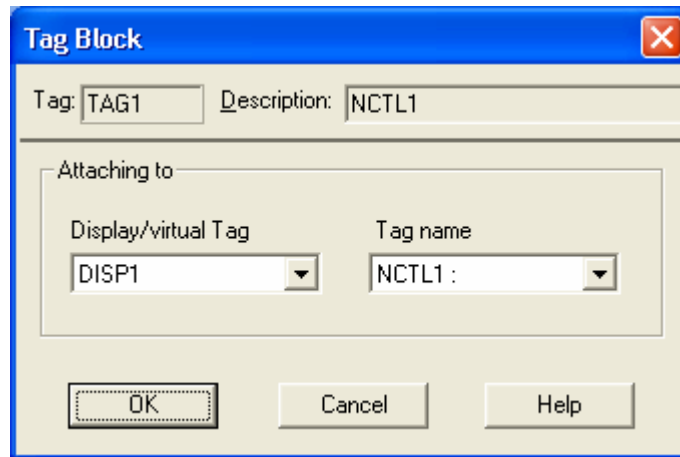 Tag Block
Tag: TAG1 Description: NCTL1
Attaching to
Display/virtual Tag Tag name
DISP1 NCTL1 :
OK Cancel Help